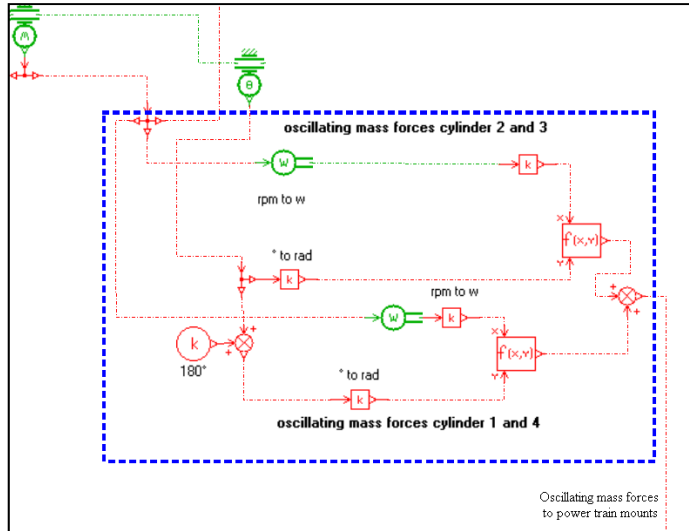 θ
oscillating mass forces cylinder 2 and 3
W
k
rpm to w
x
f(x,y)
Y
° to rad
k
rpm to w
+
+
W
k
x
+
k
+
f(x,y)
180°
Y
° to rad
k
oscillating mass forces cylinder 1 and 4
Oscillating mass forces
to power train mounts